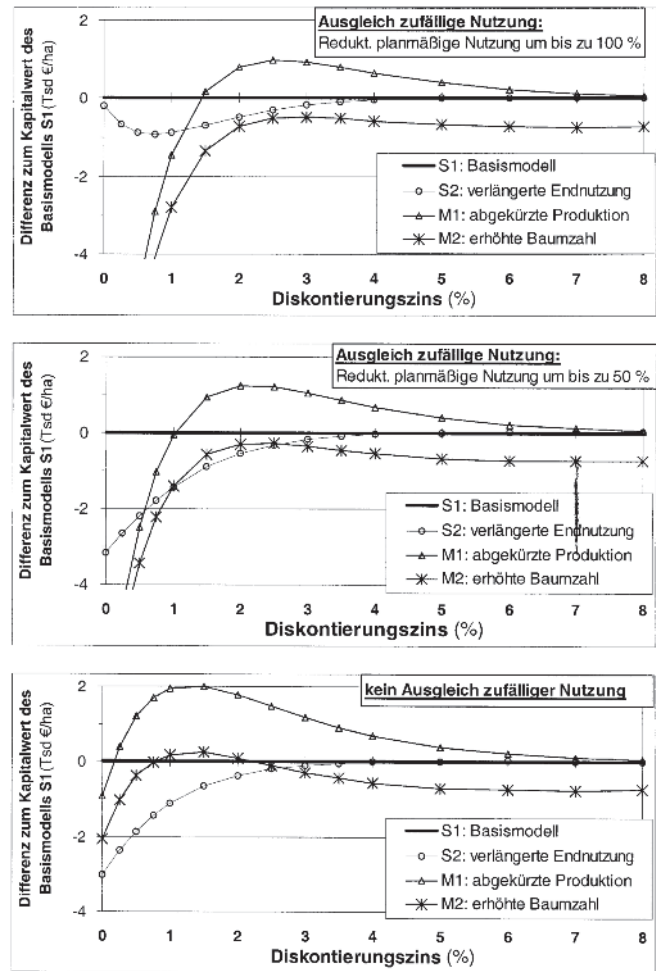 Ausgleich zufällige Nutzung:
Redukt. planmäßige Nutzung um bis zu 100 %
Differenz zum Kapitalwert des
Basismodells S1 (Tsd €/ha)
2
0
-2
-4
S1: Basismodell
S2: verlängerte Endnutzung
M1: abgekürzte Produktion
M2: erhöhte Baumzahl
0 1 2 3 4 5 6 7 8
Diskontierungszins (%)
Ausgleich zufälllge Nutzung:
Redukt. planmäßige Nutzung um bis zu 50 %
Differenz zum Kapitalwert des
Basismodells S1 (Tsd €/ha)
2
0
-2
-4
S1: Basismodell
S2: verlängerte Endnutzung
M1: abgekürzte Produktion
M2: erhöhte Baumzahl
0 1 2 3 4 5 6 7 8
Diskontierungszins (%)
kein Ausgleich zufälliger Nutzung
Differenz zum Kapitalwert des
Basismodells S1 (Tsd €/ha)
2
0
-2
-4
S1: Basismodell
S2: verlängerte Endnutzung
M1: abgekürzte Produktion
M2: erhöhte Baumzahl
0 1 2 3 4 5 6 7 8
Diskontierungszins (%)